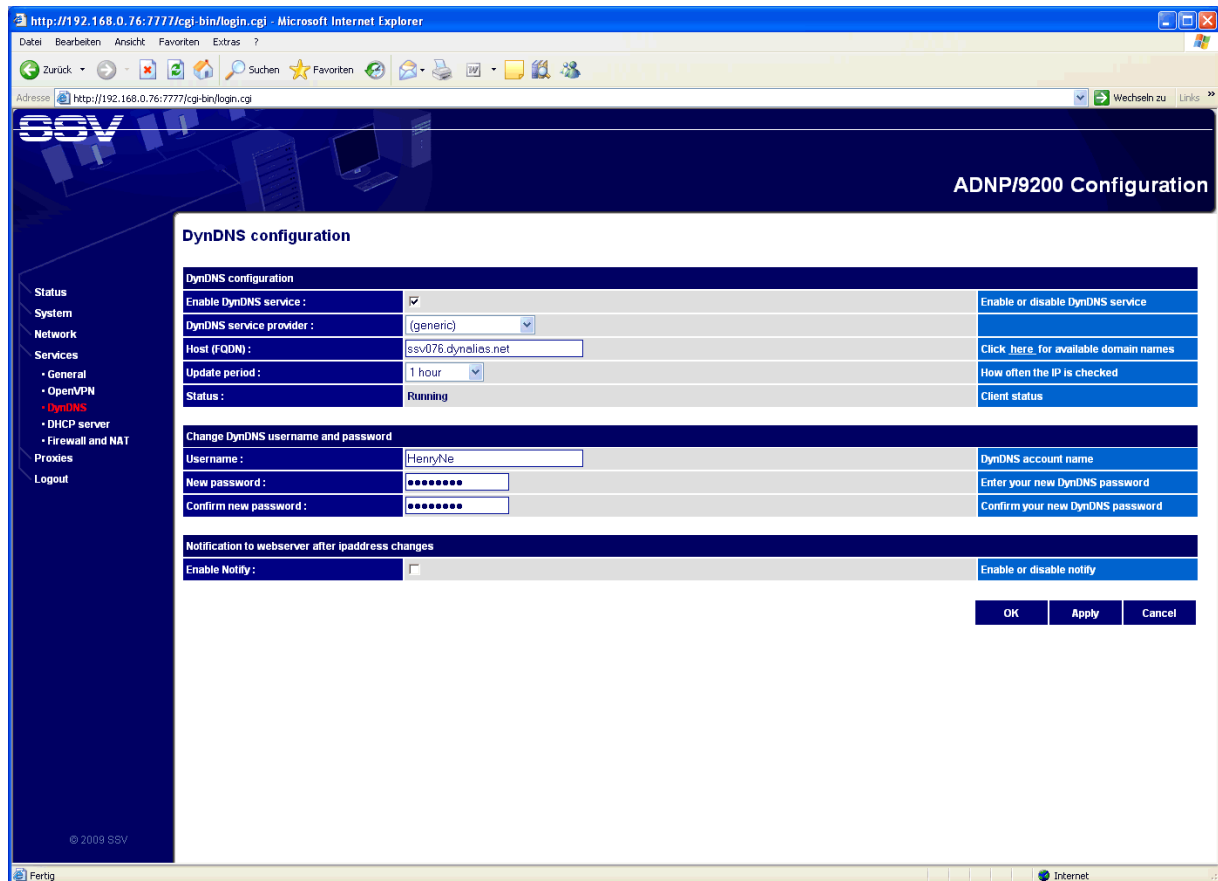 http://192.168.0.76:7777/cgi-bin/login.cgi - Microsoft Internet Explorer
Datei Bearbeiten Ansicht Favoriten Extras ?
Zurück Suchen Favoriten
Adresse http://192.168.0.76:7777/cgi-bin/login.cgi Wechseln zu Links »
SSV
ADNP/9200 Configuration
Status
System
Network
Services
• General
• OpenVPN
• DynDNS
• DHCP server
• Firewall and NAT
Proxies
Logout
© 2009 SSV
DynDNS configuration
DynDNS configuration
Enable DynDNS service : Enable or disable DynDNS service
DynDNS service provider : (generic)
Host (FQDN) : ssv076.dynalias.net Click here for available domain names
Update period : 1 hour How often the IP is checked
Status : Running Client status
Change DynDNS username and password
Username : HenryNe DynDNS account name
New password : •••••••• Enter your new DynDNS password
Confirm new password : •••••••• Confirm your new DynDNS password
Notification to webserver after ipaddress changes
Enable Notify : Enable or disable notify
OK Apply Cancel
Fertig Internet